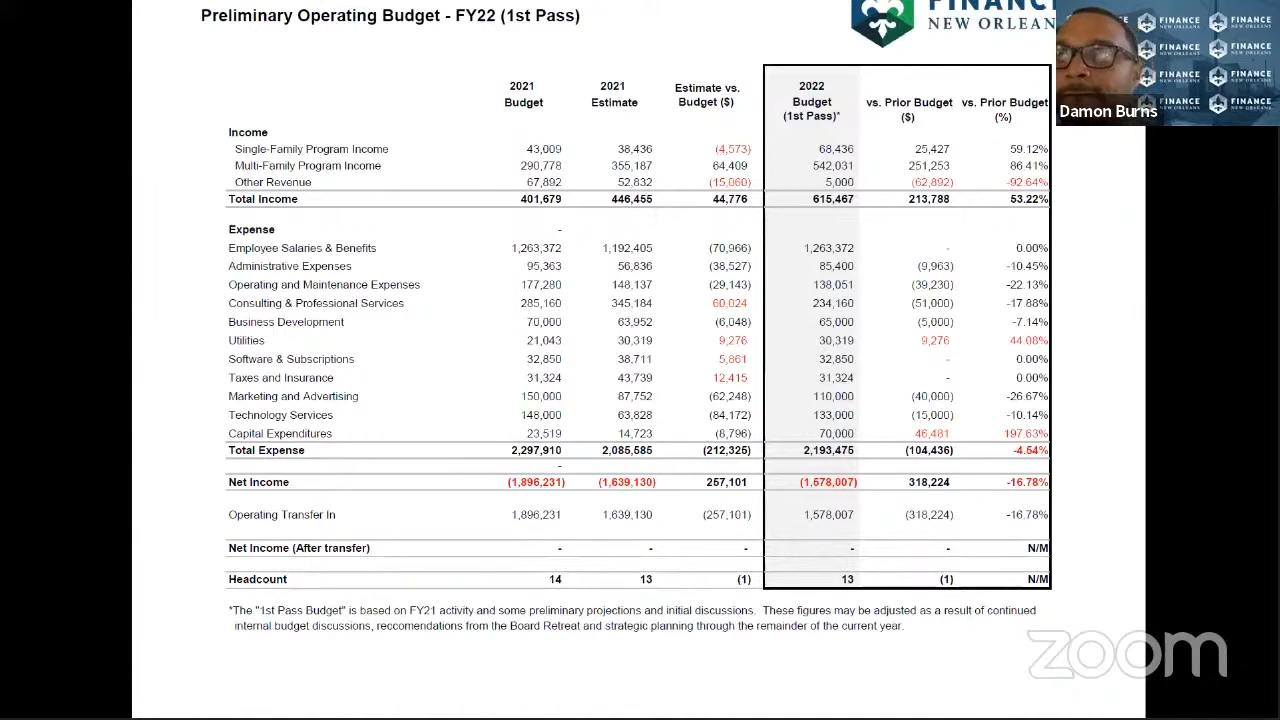 Preliminary Operating Budget - FY22 (1st Pass)
FINANCE
NEW ORLEANS
Damon Burns
2021 Budget 2021 Estimate Estimate vs. Budget ($) 2022 Budget (1st Pass)* vs. Prior Budget ($) vs. Prior Budget (%)
Income
Single-Family Program Income 43,009 38,436 (4,573) 68,436 25,427 59.12%
Multi-Family Program Income 290,778 355,187 64,409 542,031 251,253 86.41%
Other Revenue 67,892 52,832 (15,060) 5,000 (62,892) -92.64%
Total Income 401,679 446,455 44,776 615,467 213,788 53.22%
Expense -
Employee Salaries & Benefits 1,263,372 1,192,405 (70,966) 1,263,372 - 0.00%
Administrative Expenses 95,363 56,836 (38,527) 85,400 (9,963) -10.45%
Operating and Maintenance Expenses 177,280 148,137 (29,143) 138,051 (39,230) -22.13%
Consulting & Professional Services 285,160 345,184 60,024 234,160 (51,000) -17.88%
Business Development 70,000 63,952 (6,048) 65,000 (5,000) -7.14%
Utilities 21,043 30,319 9,276 30,319 9,276 44.08%
Software & Subscriptions 32,850 38,711 5,861 32,850 - 0.00%
Taxes and Insurance 31,324 43,739 12,415 31,324 - 0.00%
Marketing and Advertising 150,000 87,752 (62,248) 110,000 (40,000) -26.67%
Technology Services 148,000 63,828 (84,172) 133,000 (15,000) -10.14%
Capital Expenditures 23,519 14,723 (8,796) 70,000 46,481 197.63%
Total Expense 2,297,910 2,085,585 (212,325) 2,193,475 (104,436) -4.54%
-
Net Income (1,896,231) (1,639,130) 257,101 (1,578,007) 318,224 -16.78%
Operating Transfer In 1,896,231 1,639,130 (257,101) 1,578,007 (318,224) -16.78%
Net Income (After transfer) - - - - - N/M
Headcount 14 13 (1) 13 (1) N/M
*The "1st Pass Budget" is based on FY21 activity and some preliminary projections and initial discussions. These figures may be adjusted as a result of continued
internal budget discussions, reccomendations from the Board Retreat and strategic planning through the remainder of the current year.
zoom